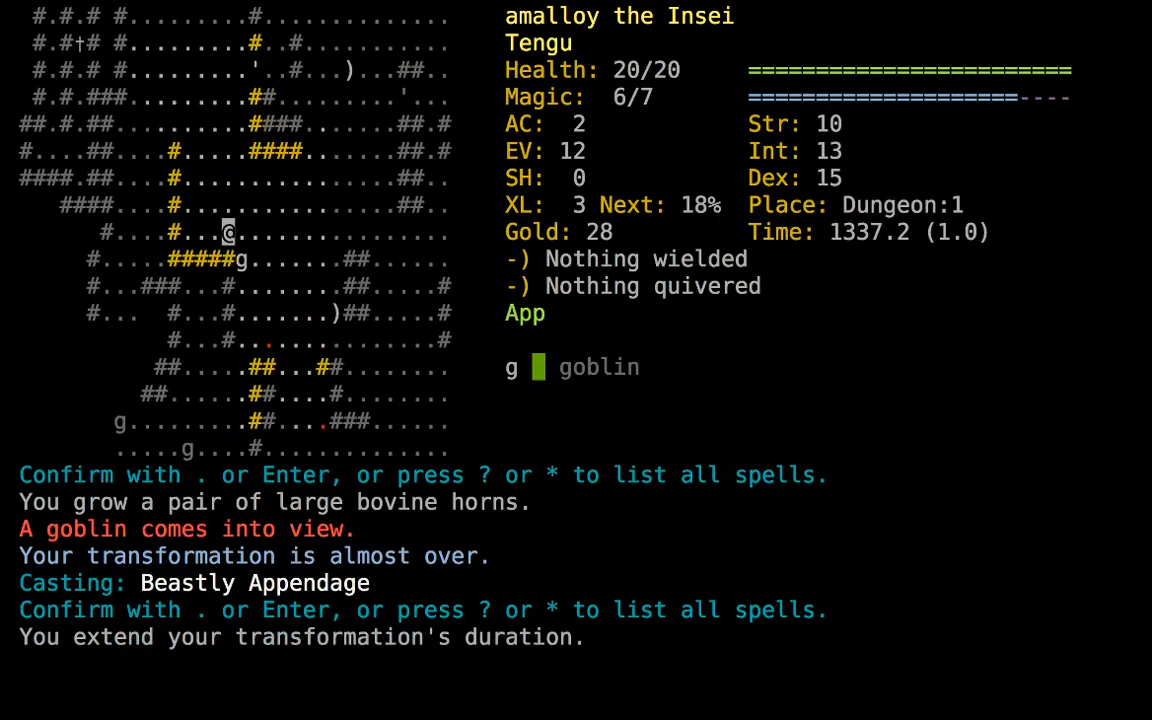 #.#.# #.........#.............. amalloy the Insei
#.#†# #.........#..#........... Tengu
#.#.# #.........'..#...)...##.. Health: 20/20 ========================
#.#.###.........##.........'... Magic: 6/7 ====================----
##.#.##..........####.......##.# AC: 2 Str: 10
#....##....#.....####.......##.# EV: 12 Int: 13
####.##....#................##.. SH: 0 Dex: 15
####....#................##.. XL: 3 Next: 18% Place: Dungeon:1
#....#...@................ Gold: 28 Time: 1337.2 (1.0)
#.....#####g.......##...... -) Nothing wielded
#...###...#........##.....# -) Nothing quivered
#...  #...#.......)##.....# App
#...#...............#
##.....##...##........ g goblin
##......##....#........
g.........##....###......
.....g....#..............
Confirm with . or Enter, or press ? or * to list all spells.
You grow a pair of large bovine horns.
A goblin comes into view.
Your transformation is almost over.
Casting: Beastly Appendage
Confirm with . or Enter, or press ? or * to list all spells.
You extend your transformation's duration.